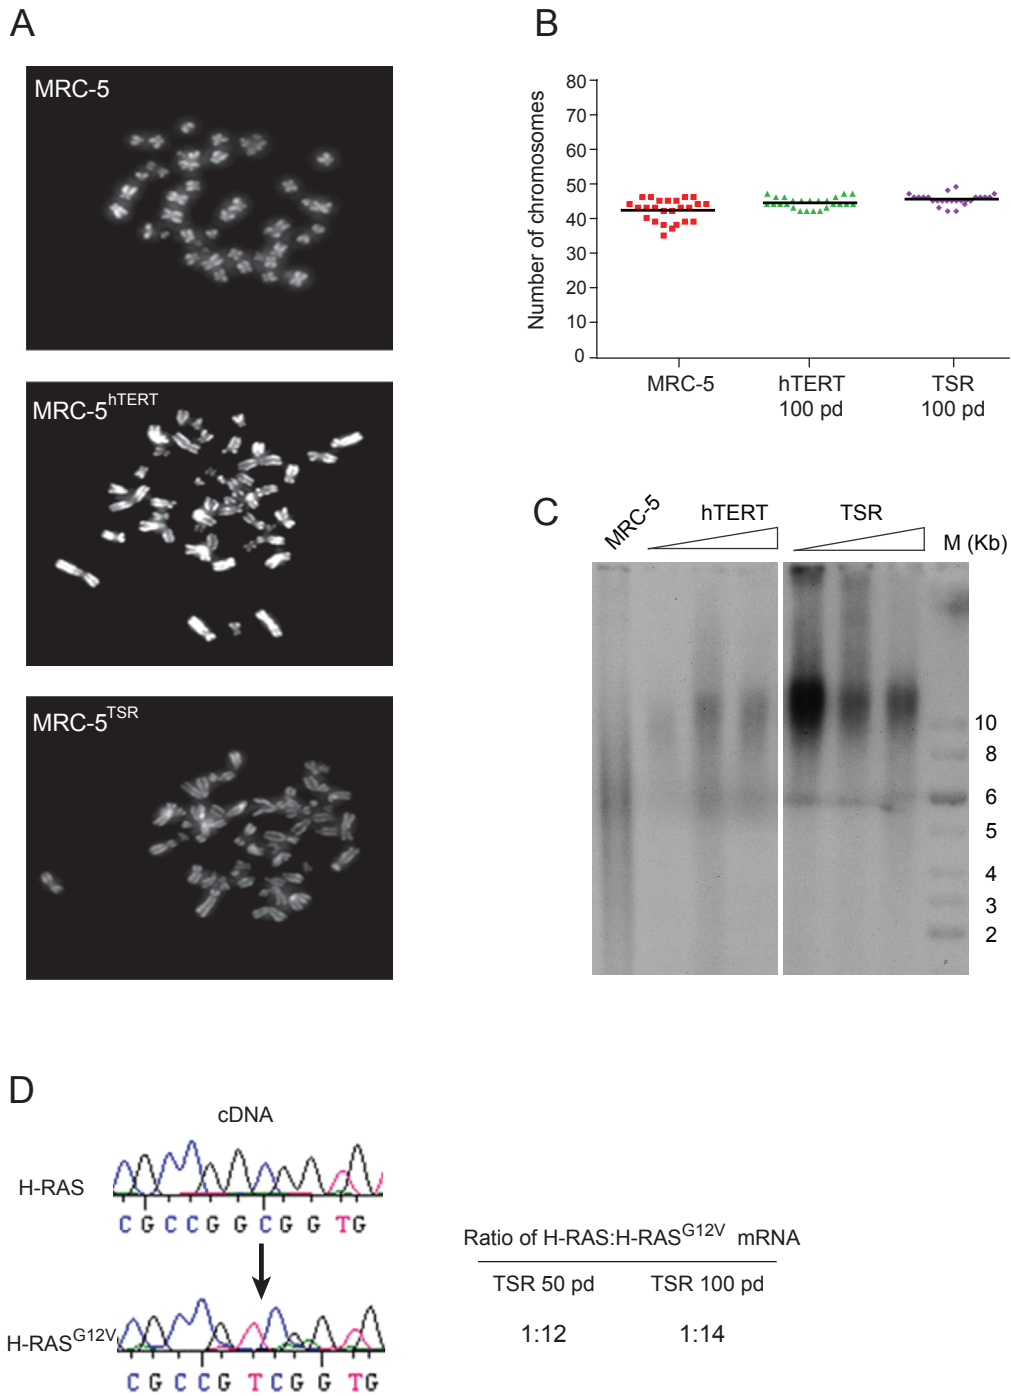 A
MRC-5
MRC-5hTERT
MRC-5TSR
B
Number of chromosomes
80
70
60
50
40
30
20
10
0
MRC-5
hTERT
100 pd
TSR
100 pd
C
MRC-5
hTERT
TSR
M (Kb)
10
8
6
5
4
3
2
D
cDNA
H-RAS
C G C C G G C G G T G
H-RASG12V
C G C C G T C G G T G
Ratio of H-RAS:H-RASG12V mRNA
TSR 50 pd TSR 100 pd
1:12 1:14